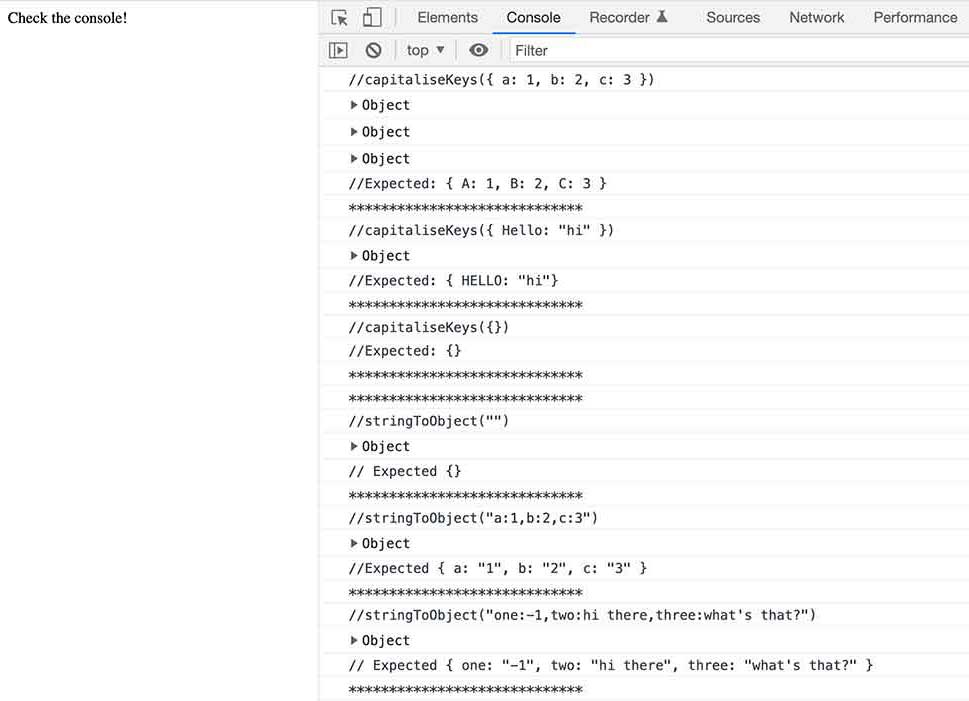 Check the console!
Elements Console Recorder Sources Network Performance
top Filter
//capitaliseKeys({ a: 1, b: 2, c: 3 })
Object
Object
Object
//Expected: { A: 1, B: 2, C: 3 }
*****************************
//capitaliseKeys({ Hello: "hi" })
Object
//Expected: { HELLO: "hi"}
*****************************
//capitaliseKeys({})
//Expected: {}
*****************************
*****************************
//stringToObject("")
Object
// Expected {}
*****************************
//stringToObject("a:1,b:2,c:3")
Object
//Expected { a: "1", b: "2", c: "3" }
*****************************
//stringToObject("one:-1,two:hi there,three:what's that?")
Object
// Expected { one: "-1", two: "hi there", three: "what's that?" }
*****************************